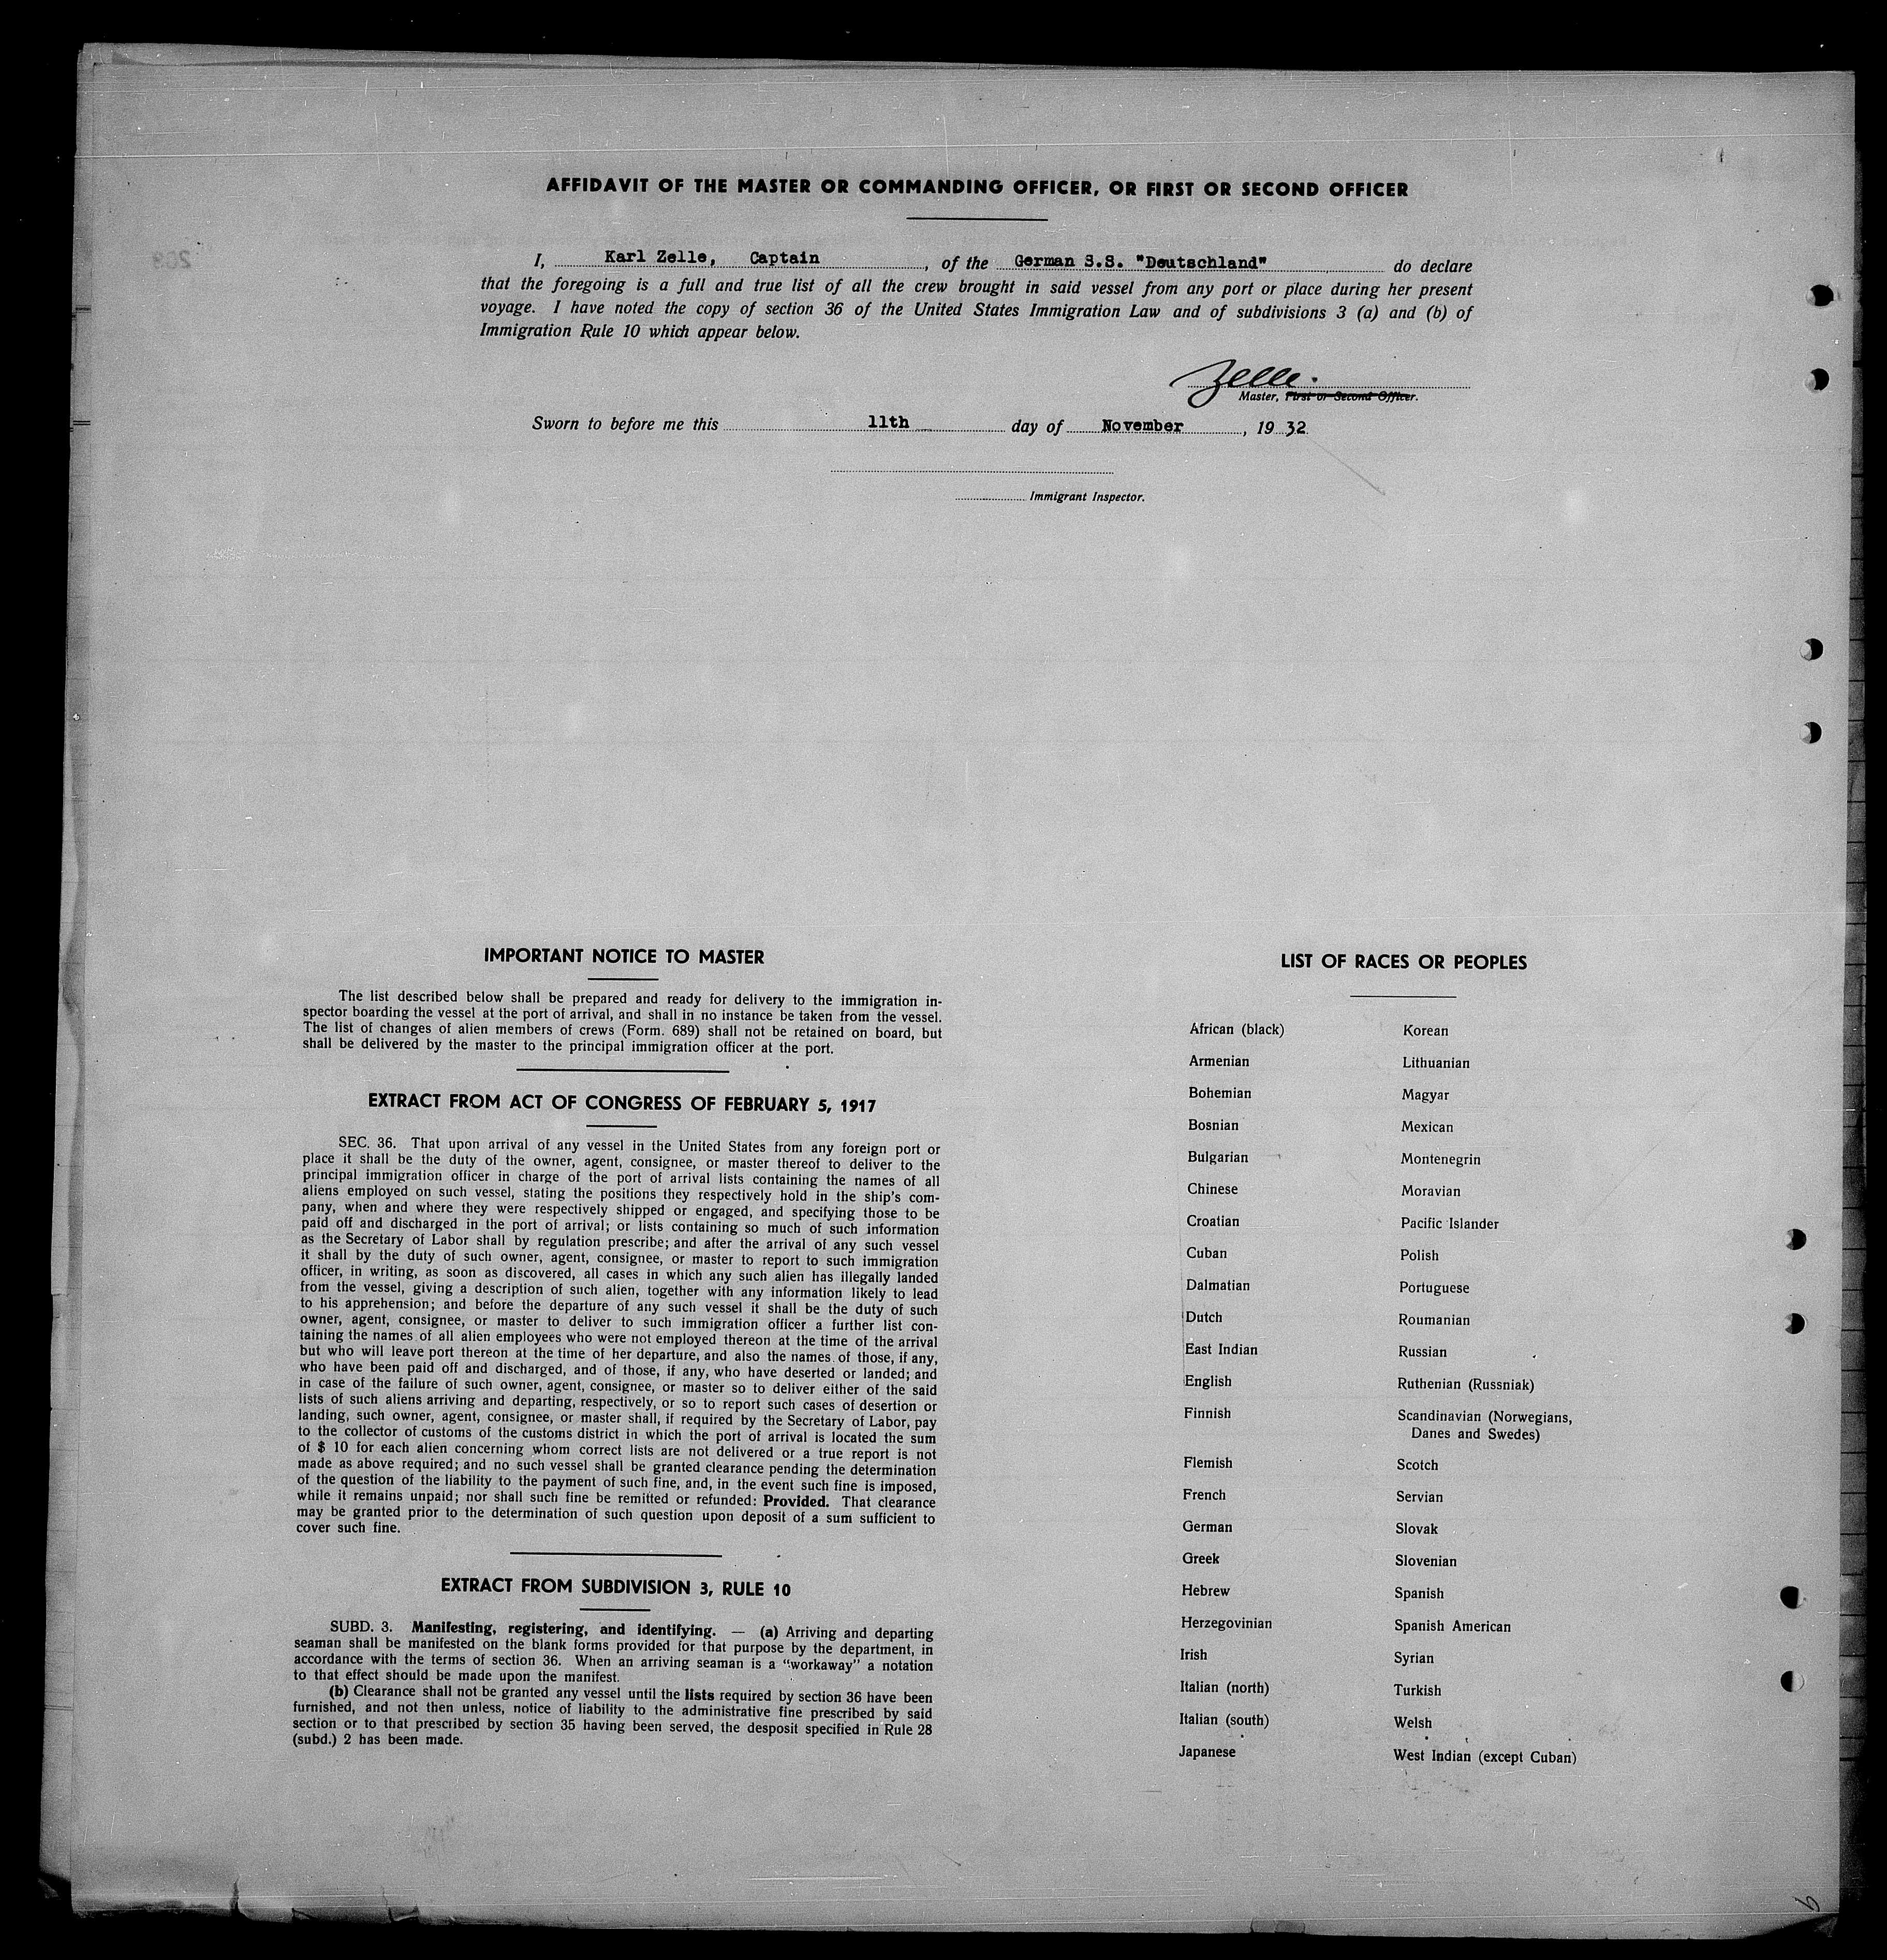 AFFIDAVIT OF THE MASTER OR COMMANDING OFFICER, OR FIRST OR SECOND OFFICER
I, Karl Zelle, Captain, of the German S.S. "Deutschland" do declare
that the foregoing is a full and true list of all the crew brought in said vessel from any port or place during her present
voyage. I have noted the copy of section 36 of the United States Immigration Law and of subdivisions 3 (a) and (b) of
Immigration Rule 10 which appear below.
Zelle.
Master, First or Second Officer.
Sworn to before me this 11th day of November, 1932
Immigrant Inspector.
IMPORTANT NOTICE TO MASTER
The list described below shall be prepared and ready for delivery to the immigration in-
spector boarding the vessel at the port of arrival, and shall in no instance be taken from the vessel.
The list of changes of alien members of crews (Form. 689) shall not be retained on board, but
shall be delivered by the master to the principal immigration officer at the port.
EXTRACT FROM ACT OF CONGRESS OF FEBRUARY 5, 1917
SEC. 36. That upon arrival of any vessel in the United States from any foreign port or
place it shall be the duty of the owner, agent, consignee, or master thereof to deliver to the
principal immigration officer in charge of the port of arrival lists containing the names of all
aliens employed on such vessel, stating the positions they respectively hold in the ship's com-
pany, when and where they were respectively shipped or engaged, and specifying those to be
paid off and discharged in the port of arrival; or lists containing so much of such information
as the Secretary of Labor shall by regulation prescribe; and after the arrival of any such vessel
it shall by the duty of such owner, agent, consignee, or master to report to such immigration
officer, in writing, as soon as discovered, all cases in which any such alien has illegally landed
from the vessel, giving a description of such alien, together with any information likely to lead
to his apprehension; and before the departure of any such vessel it shall be the duty of such
owner, agent, consignee, or master to deliver to such immigration officer a further list con-
taining the names of all alien employees who were not employed thereon at the time of the arrival
but who will leave port thereon at the time of her departure, and also the names of those, if any,
who have been paid off and discharged, and of those, if any, who have deserted or landed; and
in case of the failure of such owner, agent, consignee, or master so to deliver either of the said
lists of such aliens arriving and departing, respectively, or so to report such cases of desertion or
landing, such owner, agent, consignee, or master shall, if required by the Secretary of Labor, pay
to the collector of customs of the customs district in which the port of arrival is located the sum
of $ 10 for each alien concerning whom correct lists are not delivered or a true report is not
made as above required; and no such vessel shall be granted clearance pending the determination
of the question of the liability to the payment of such fine, and, in the event such fine is imposed,
while it remains unpaid; nor shall such fine be remitted or refunded: Provided. That clearance
may be granted prior to the determination of such question upon deposit of a sum sufficient to
cover such fine.
EXTRACT FROM SUBDIVISION 3, RULE 10
SUBD. 3. Manifesting, registering, and identifying. — (a) Arriving and departing
seaman shall be manifested on the blank forms provided for that purpose by the department, in
accordance with the terms of section 36. When an arriving seaman is a "workaway" a notation
to that effect should be made upon the manifest.
(b) Clearance shall not be granted any vessel until the lists required by section 36 have been
furnished, and not then unless, notice of liability to the administrative fine prescribed by said
section or to that prescribed by section 35 having been served, the desposit specified in Rule 28
(subd.) 2 has been made.
LIST OF RACES OR PEOPLES
African (black)
Armenian
Bohemian
Bosnian
Bulgarian
Chinese
Croatian
Cuban
Dalmatian
Dutch
East Indian
English
Finnish
Flemish
French
German
Greek
Hebrew
Herzegovinian
Irish
Italian (north)
Italian (south)
Japanese
Korean
Lithuanian
Magyar
Mexican
Montenegrin
Moravian
Pacific Islander
Polish
Portuguese
Roumanian
Russian
Ruthenian (Russniak)
Scandinavian (Norwegians,
Danes and Swedes)
Scotch
Servian
Slovak
Slovenian
Spanish
Spanish American
Syrian
Turkish
Welsh
West Indian (except Cuban)